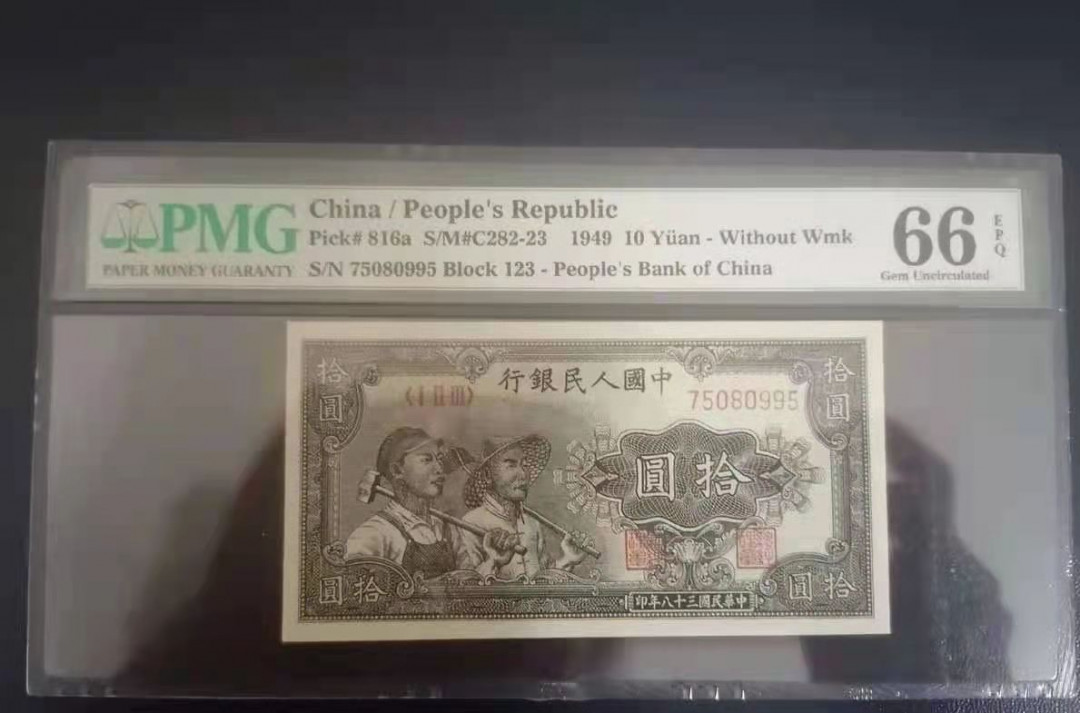 PMG
PAPER MONEY GUARANTY
China / People's Republic
Pick# 816a S/M#C282-23 1949 10 Yüan - Without Wmk
S/N 75080995 Block 123 - People's Bank of China
66
EPQ
Gem Uncirculated
中國人民銀行
拾圓
拾圓
〈I II III〉
75080995
拾圓
拾圓
拾圓
中華民國三十八年印